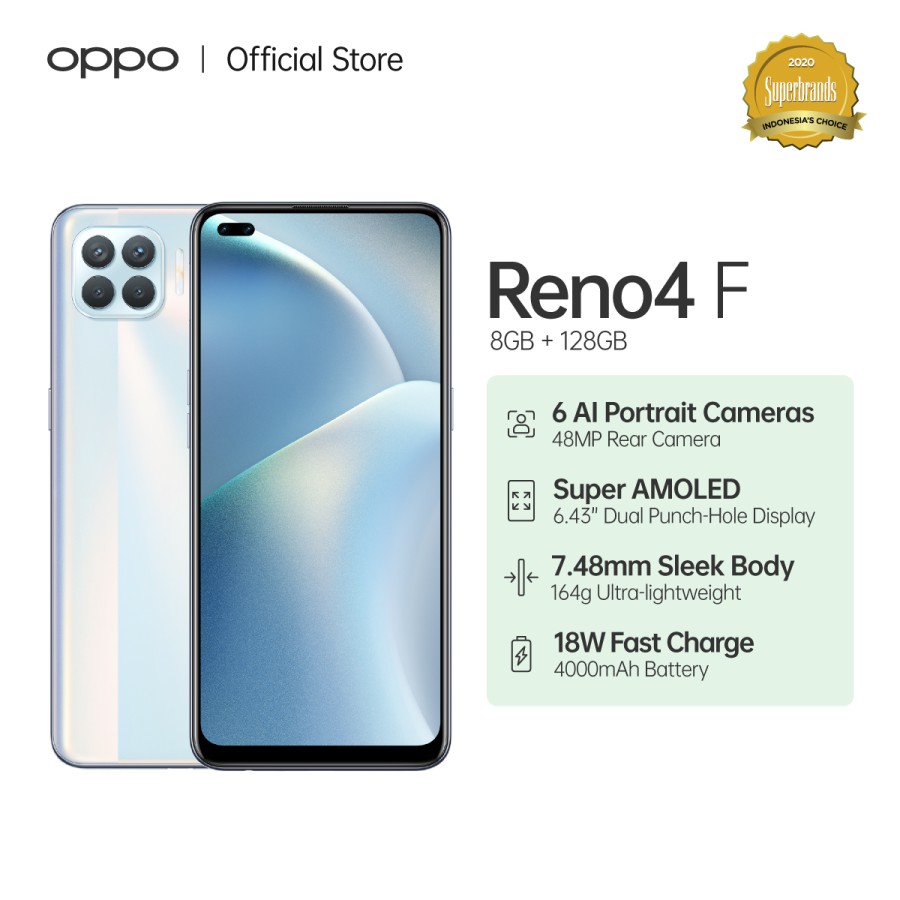 oppo | Official Store
2020
Superbrands
INDONESIA'S CHOICE
Reno4 F
8GB + 128GB
6 AI Portrait Cameras
48MP Rear Camera
Super AMOLED
6.43" Dual Punch-Hole Display
7.48mm Sleek Body
164g Ultra-lightweight
18W Fast Charge
4000mAh Battery